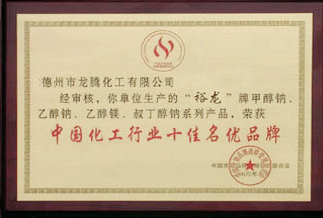 德州市龙腾化工有限公司
经审核，你单位生产的“裕龙”牌甲醇钠、
乙醇钠、乙醇镁、叔丁醇钠系列产品，荣获
中国化工行业十佳名优品牌